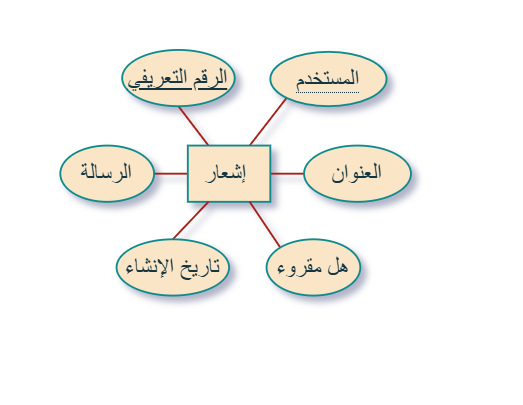 المستخدم
الرقم التعريفي
العنوان
إشعار
الرسالة
هل مقروء
تاريخ الإنشاء